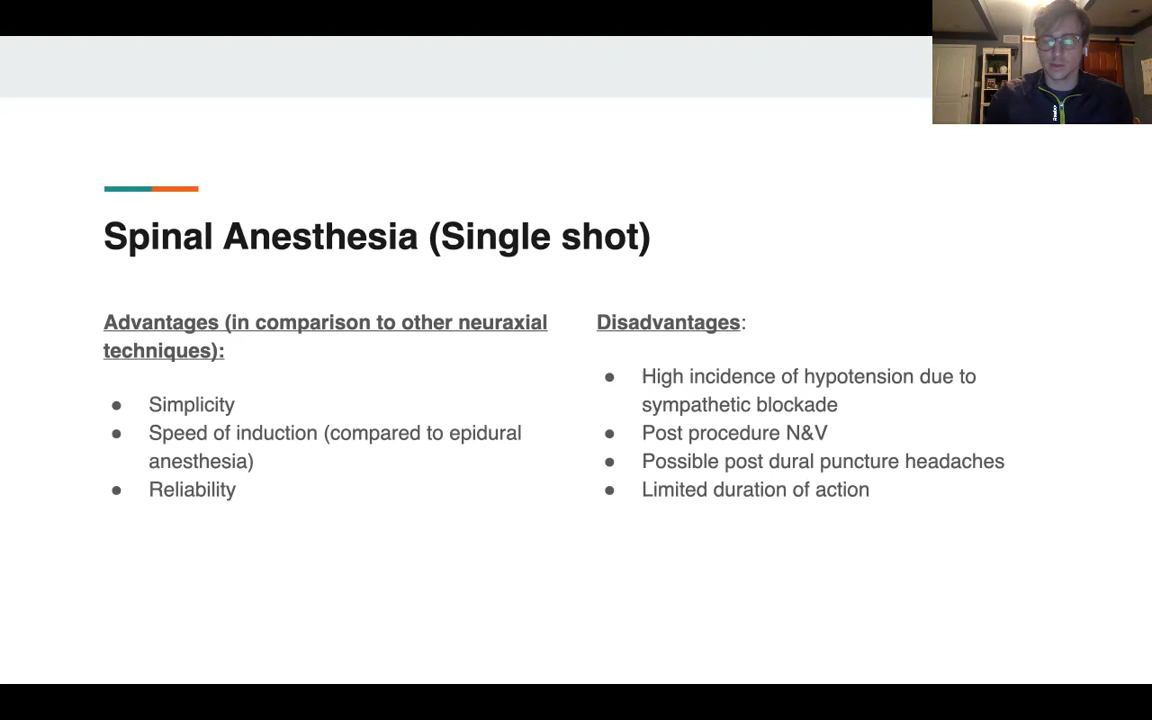 Spinal Anesthesia (Single shot)
Advantages (in comparison to other neuraxial
techniques):
● Simplicity
● Speed of induction (compared to epidural
anesthesia)
● Reliability
Disadvantages:
● High incidence of hypotension due to
sympathetic blockade
● Post procedure N&V
● Possible post dural puncture headaches
● Limited duration of action